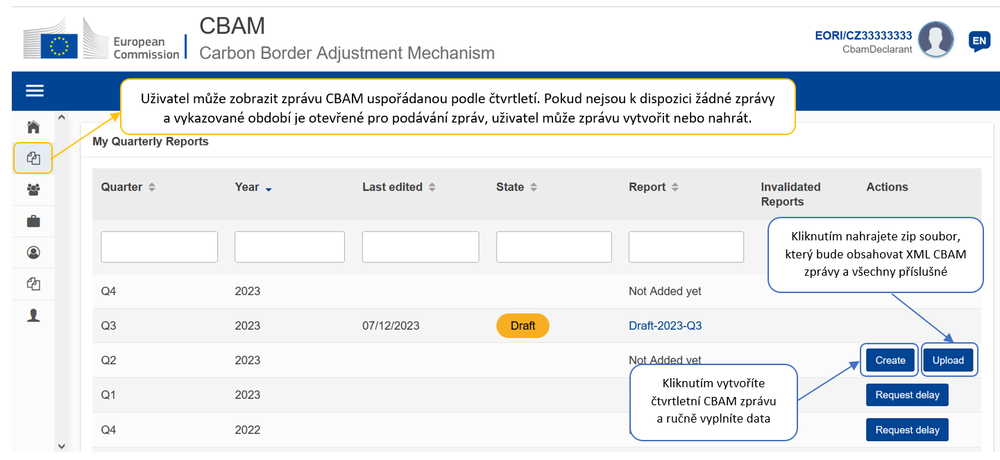 CBAM
European
Commission
Carbon Border Adjustment Mechanism
EORI/CZ33333333
CbamDeclarant
EN
Uživatel může zobrazit zprávu CBAM uspořádanou podle čtvrtletí. Pokud nejsou k dispozici žádné zprávy
a vykazované období je otevřené pro podávání zpráv, uživatel může zprávu vytvořit nebo nahrát.
My Quarterly Reports
Quarter Year Last edited State Report Invalidated Reports Actions
Kliknutím nahrajete zip soubor,
který bude obsahovat XML CBAM
zprávy a všechny příslušné
Q4 2023 Not Added yet
Q3 2023 07/12/2023 Draft Draft-2023-Q3
Q2 2023 Not Added yet Create Upload
Kliknutím vytvoříte
čtvrtletní CBAM zprávu
a ručně vyplníte data
Q1 2023 Request delay
Q4 2022 Request delay